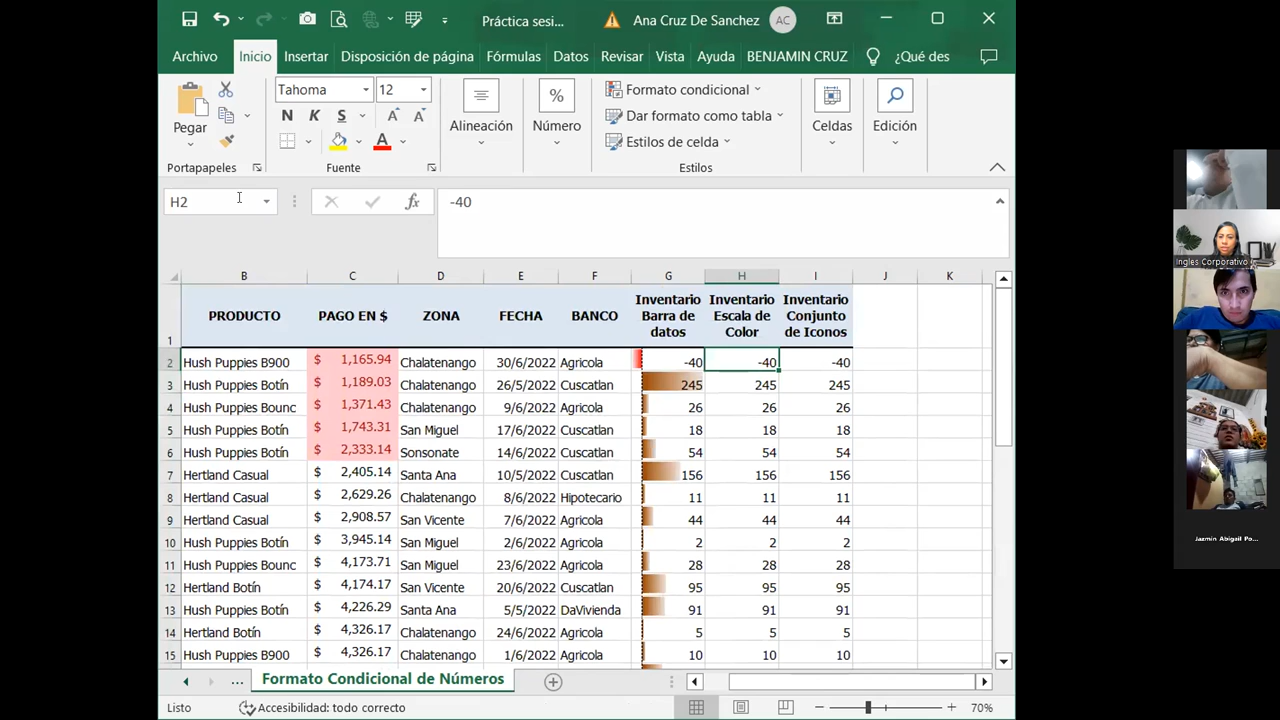 Práctica sesi... Ana Cruz De Sanchez AC
Archivo Inicio Insertar Disposición de página Fórmulas Datos Revisar Vista Ayuda BENJAMIN CRUZ ¿Qué des
Pegar Tahoma 12 Alineación Número Formato condicional Celdas Edición
N K S Dar formato como tabla
A Estilos de celda
Portapapeles Fuente Estilos
H2 fx -40
B C D E F G H I J K
1 PRODUCTO PAGO EN $ ZONA FECHA BANCO Inventario Barra de datos Inventario Escala de Color Inventario Conjunto de Iconos
2 Hush Puppies B900 $ 1,165.94 Chalatenango 30/6/2022 Agricola -40 -40 -40
3 Hush Puppies Botín $ 1,189.03 Chalatenango 26/5/2022 Cuscatlan 245 245 245
4 Hush Puppies Bounc $ 1,371.43 Chalatenango 9/6/2022 Agricola 26 26 26
5 Hush Puppies Botín $ 1,743.31 San Miguel 17/6/2022 Cuscatlan 18 18 18
6 Hush Puppies Botín $ 2,333.14 Sonsonate 14/6/2022 Cuscatlan 54 54 54
7 Hertland Casual $ 2,405.14 Santa Ana 10/5/2022 Cuscatlan 156 156 156
8 Hertland Casual $ 2,629.26 Chalatenango 8/6/2022 Hipotecario 11 11 11
9 Hertland Casual $ 2,908.57 San Vicente 7/6/2022 Agricola 44 44 44
10 Hush Puppies Botín $ 3,945.14 San Miguel 2/6/2022 Agricola 2 2 2
11 Hush Puppies Bounc $ 4,173.71 San Miguel 23/6/2022 Agricola 28 28 28
12 Hertland Botín $ 4,174.17 San Vicente 20/6/2022 Cuscatlan 95 95 95
13 Hush Puppies Botín $ 4,226.29 Santa Ana 5/5/2022 DaVivienda 91 91 91
14 Hertland Botín $ 4,326.17 Chalatenango 24/6/2022 Agricola 5 5 5
15 Hush Puppies B900 $ 4,326.17 Chalatenango 1/6/2022 Agricola 10 10 10
... Formato Condicional de Números
Listo Accesibilidad: todo correcto 70%
Ingles Corporativo
Jazmin Abigail Po...